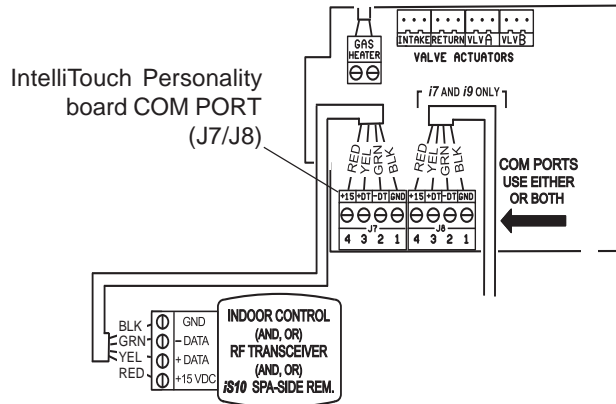 GAS
HEATER
INTAKE RETURN VLVA VLVB
VALVE ACTUATORS
IntelliTouch Personality
board COM PORT
(J7/J8)
i7 AND i9 ONLY
RED YEL GRN BLK
RED YEL GRN BLK
+15 +DT -DT GND +15 +DT -DT GND
J7 J8
4 3 2 1 4 3 2 1
COM PORTS
USE EITHER
OR BOTH
BLK GND
GRN – DATA
YEL + DATA
RED +15 VDC
INDOOR CONTROL
(AND, OR)
RF TRANSCEIVER
(AND, OR)
iS10 SPA-SIDE REM.